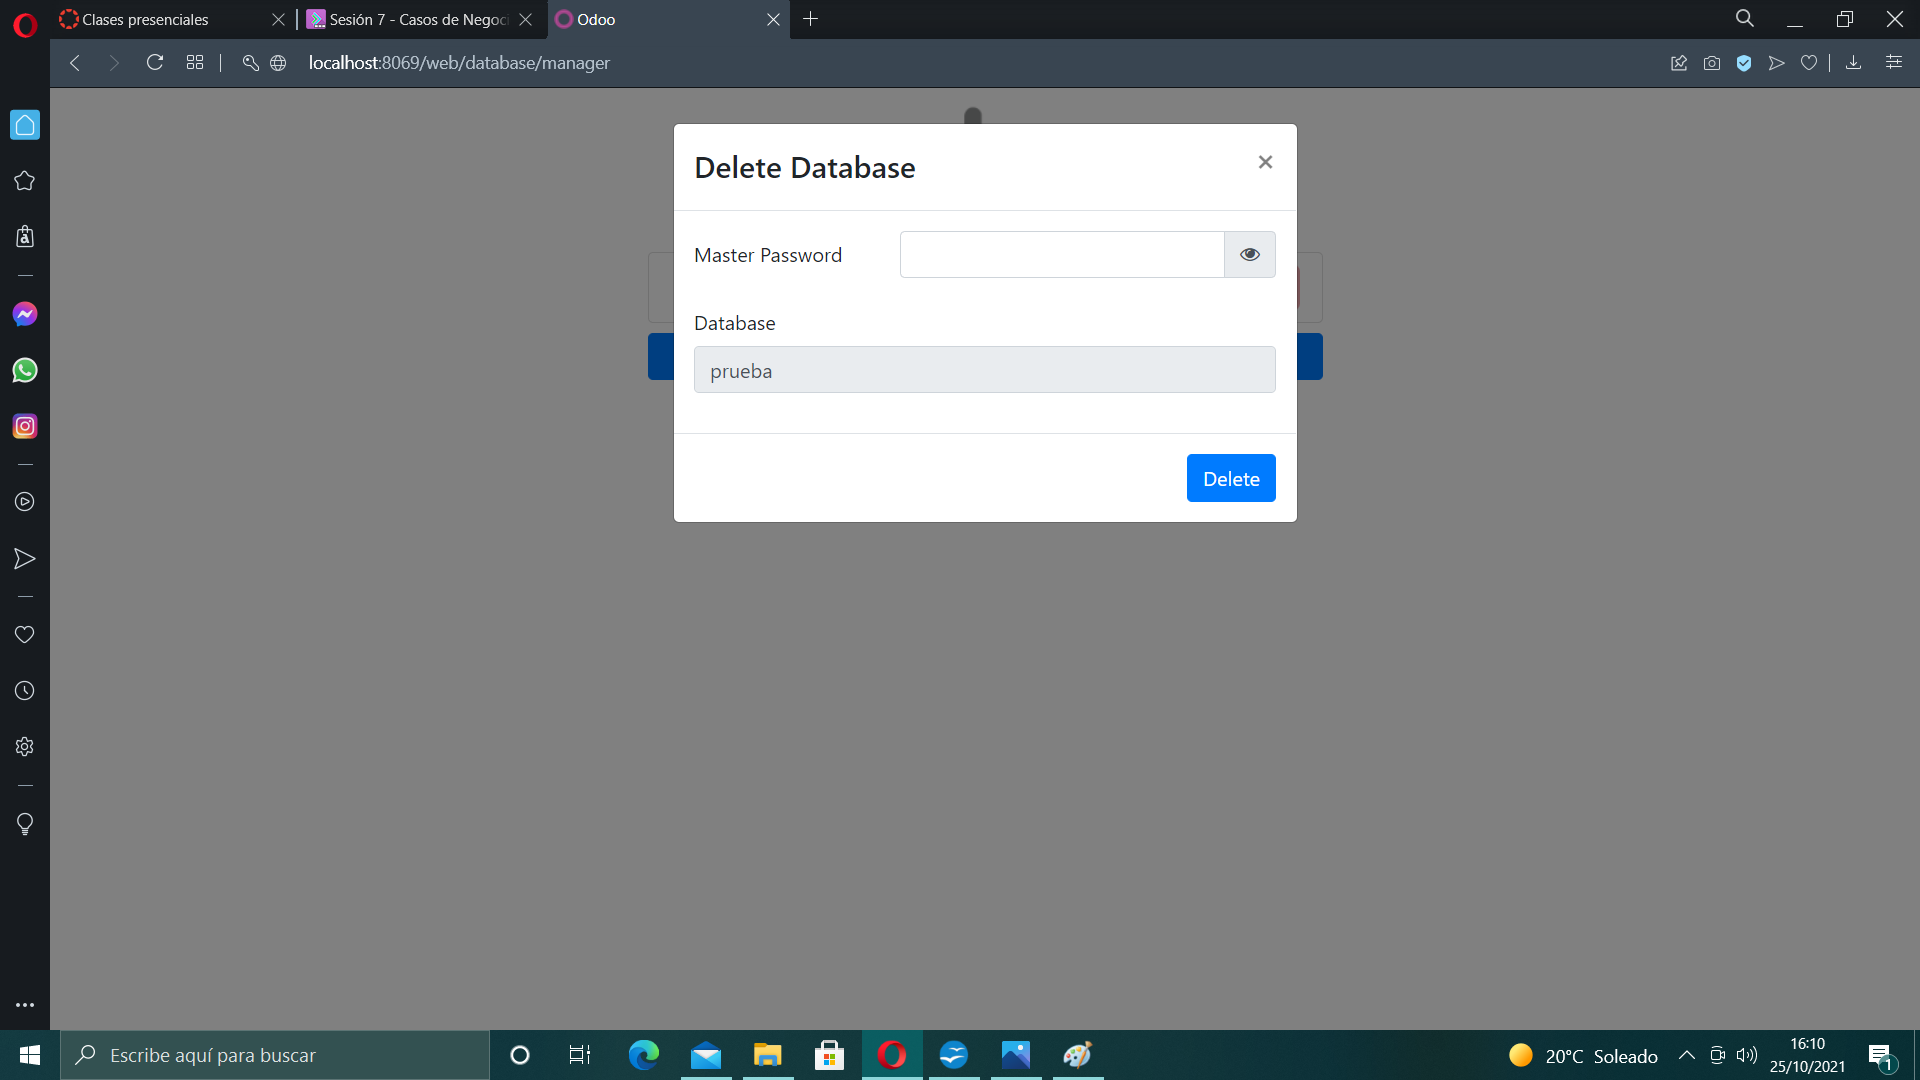 Clases presenciales
Sesión 7 - Casos de Negoci
Odoo
localhost:8069/web/database/manager
Delete Database
Master Password
Database
prueba
Delete
Escribe aquí para buscar
20°C Soleado
16:10
25/10/2021
1